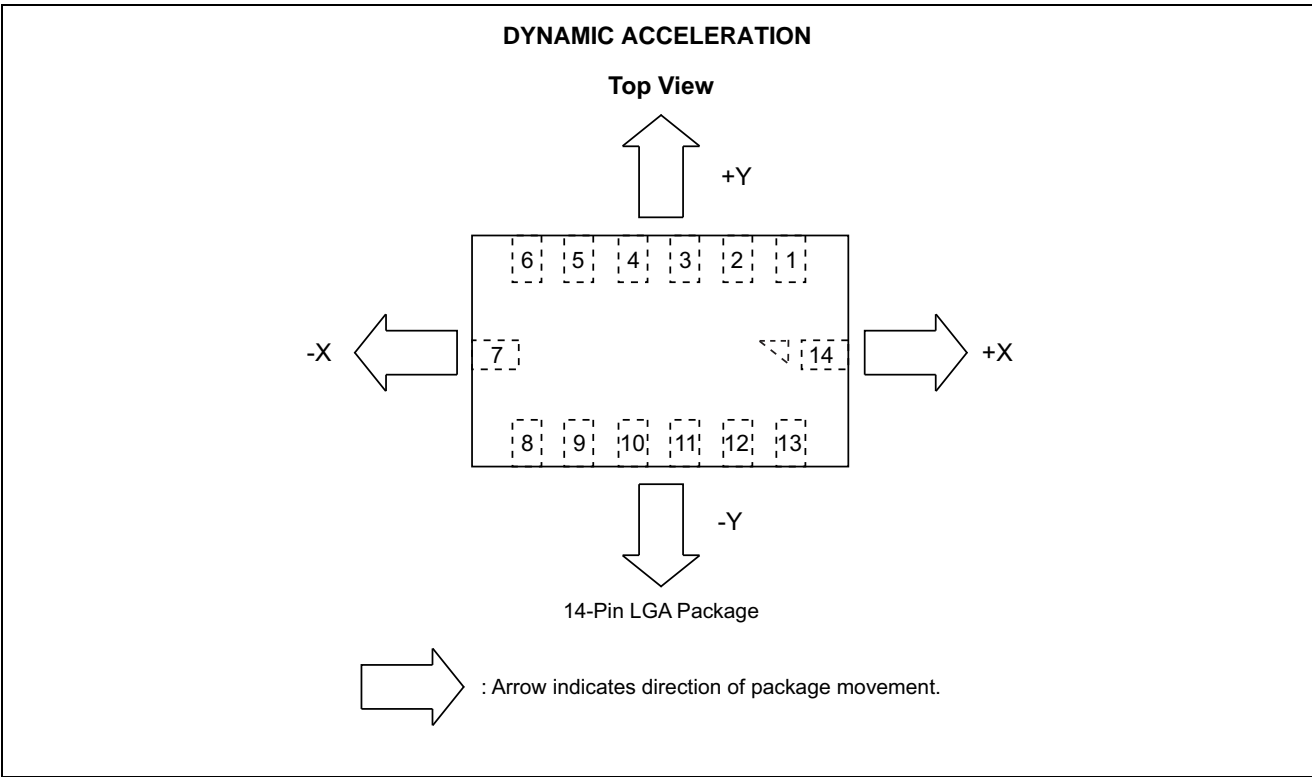 DYNAMIC ACCELERATION
Top View
+Y
6 5 4 3 2 1
-X 7 14 +X
8 9 10 11 12 13
-Y
14-Pin LGA Package
: Arrow indicates direction of package movement.